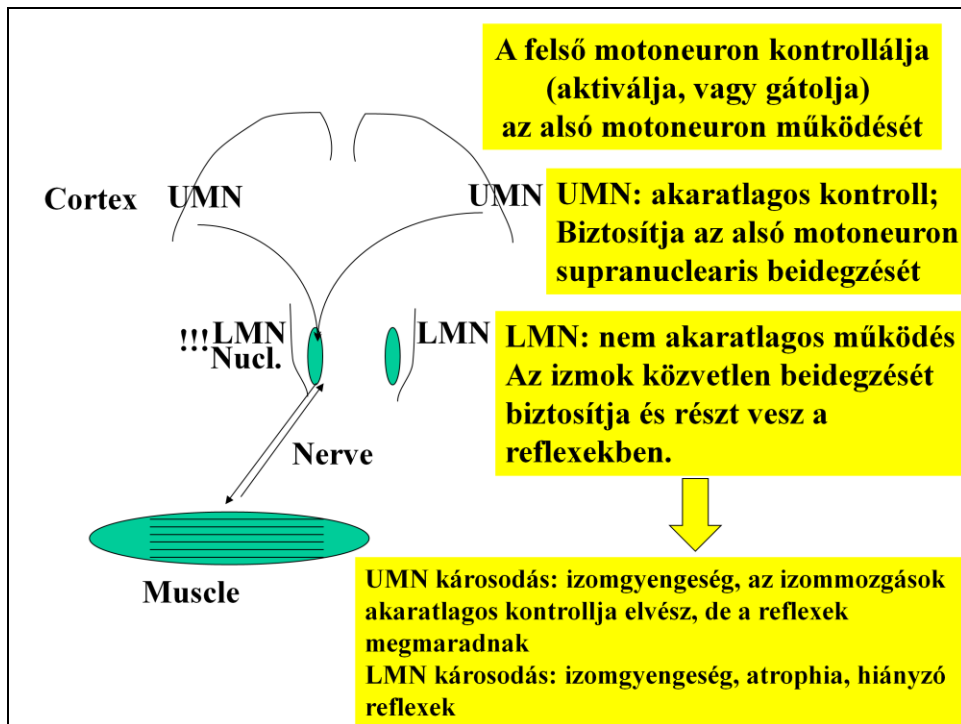 A felső motoneuron kontrollálja
(aktiválja, vagy gátolja)
az alsó motoneuron működését
Cortex UMN
UMN
UMN: akaratlagos kontroll;
Biztosítja az alsó motoneuron
supranuclearis beidegzését
!!!LMN
Nucl.
LMN
LMN: nem akaratlagos működés
Az izmok közvetlen beidegzését
biztosítja és részt vesz a
reflexekben.
Nerve
Muscle
UMN károsodás: izomgyengeség, az izommozgások
akaratlagos kontrollja elvész, de a reflexek
megmaradnak
LMN károsodás: izomgyengeség, atrophia, hiányzó
reflexek